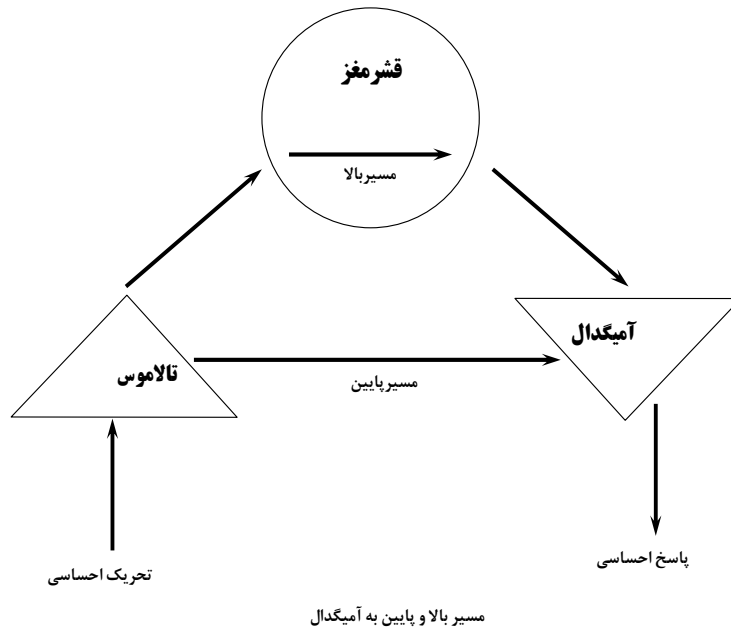 قشرمغز
مسیربالا
آمیگدال
تالاموس
مسیرپایین
پاسخ احساسی
تحریک احساسی
مسیر بالا و پایین به آمیگدال